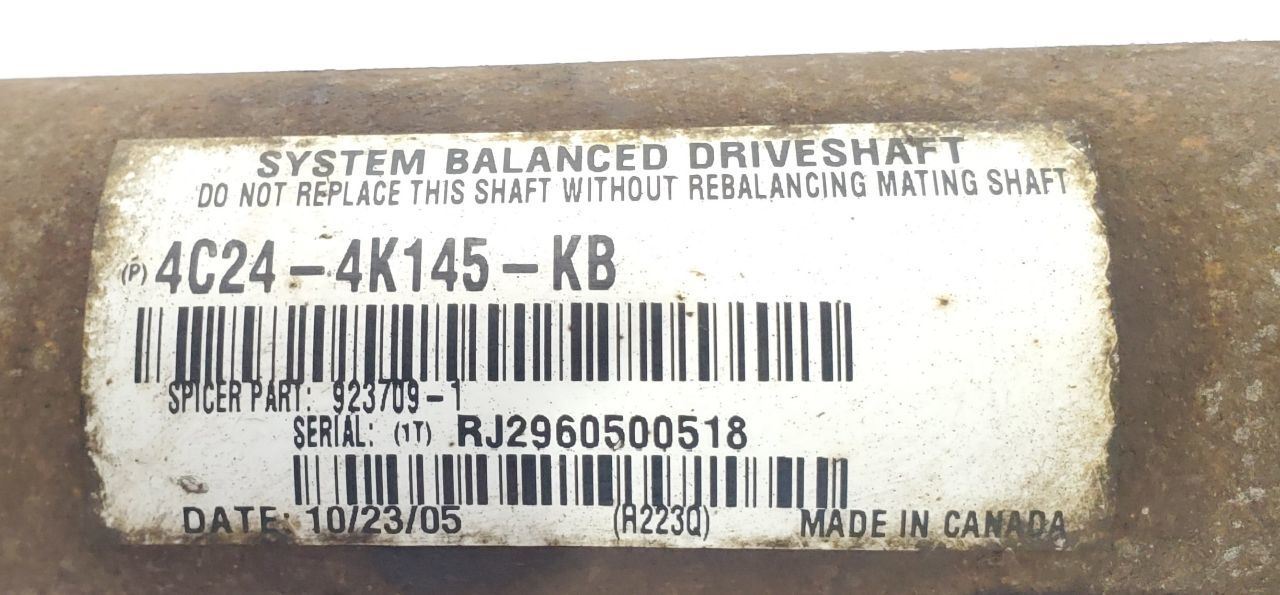 SYSTEM BALANCED DRIVESHAFT
DO NOT REPLACE THIS SHAFT WITHOUT REBALANCING MATING SHAFT
(P) 4C24-4K145-KB
SPICER PART: 923709-1
SERIAL: (1T) RJ2960500518
DATE: 10/23/05 (R223Q) MADE IN CANADA